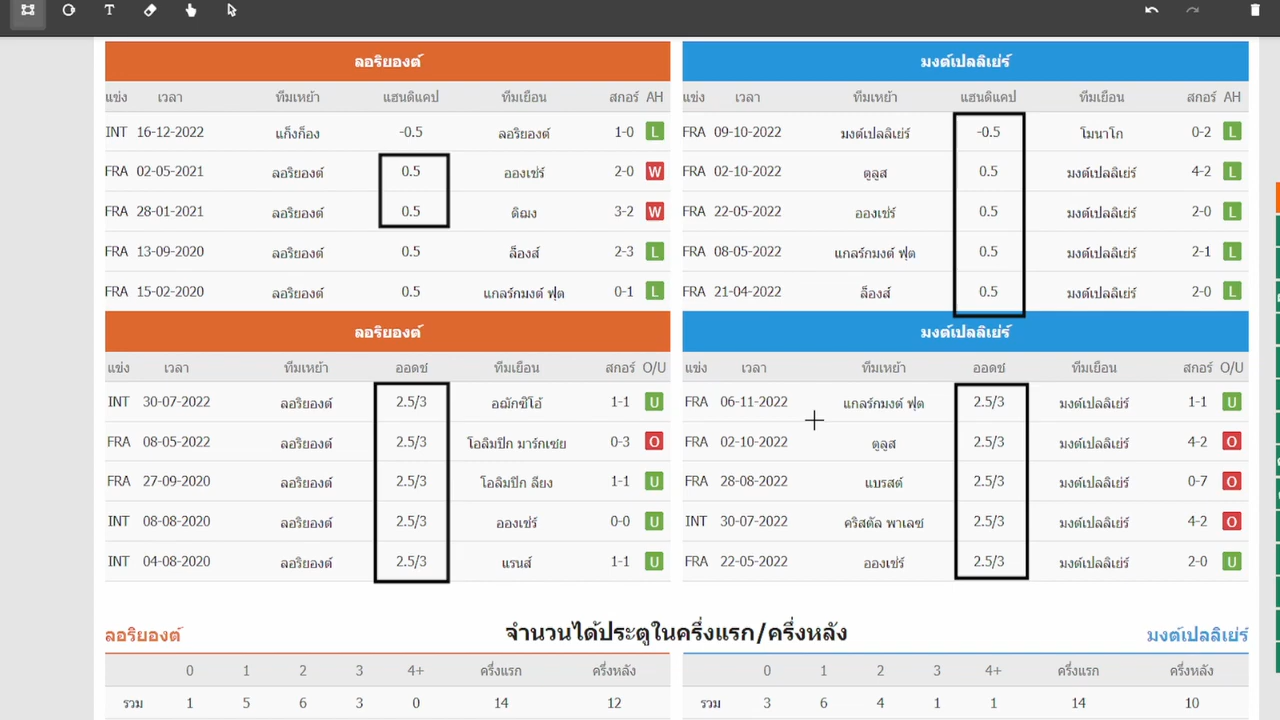 T
ลอริยองต์ มงต์เปลลิเย่ร์
แข่ง เวลา ทีมเหย้า แฮนดิแคป ทีมเยือน สกอร์ AH แข่ง เวลา ทีมเหย้า แฮนดิแคป ทีมเยือน สกอร์ AH
INT 16-12-2022 แก็งก็อง -0.5 ลอริยองต์ 1-0 L FRA 09-10-2022 มงต์เปลลิเย่ร์ -0.5 โมนาโก 0-2 L
FRA 02-05-2021 ลอริยองต์ 0.5 อองเช่ร์ 2-0 W FRA 02-10-2022 ตูลูส 0.5 มงต์เปลลิเย่ร์ 4-2 L
FRA 28-01-2021 ลอริยองต์ 0.5 ดิฌง 3-2 W FRA 22-05-2022 อองเช่ร์ 0.5 มงต์เปลลิเย่ร์ 2-0 L
FRA 13-09-2020 ลอริยองต์ 0.5 ล็องส์ 2-3 L FRA 08-05-2022 แกลร์กมงต์ ฟุต 0.5 มงต์เปลลิเย่ร์ 2-1 L
FRA 15-02-2020 ลอริยองต์ 0.5 แกลร์กมงต์ ฟุต 0-1 L FRA 21-04-2022 ล็องส์ 0.5 มงต์เปลลิเย่ร์ 2-0 L
ลอริยองต์ มงต์เปลลิเย่ร์
แข่ง เวลา ทีมเหย้า ออดซ์ ทีมเยือน สกอร์ O/U แข่ง เวลา ทีมเหย้า ออดซ์ ทีมเยือน สกอร์ O/U
INT 30-07-2022 ลอริยองต์ 2.5/3 อฌักซิโอ้ 1-1 U FRA 06-11-2022 แกลร์กมงต์ ฟุต 2.5/3 มงต์เปลลิเย่ร์ 1-1 U
FRA 08-05-2022 ลอริยองต์ 2.5/3 โอลิมปิก มาร์กเซ่ย 0-3 O FRA 02-10-2022 ตูลูส 2.5/3 มงต์เปลลิเย่ร์ 4-2 O
FRA 27-09-2020 ลอริยองต์ 2.5/3 โอลิมปิก ลียง 1-1 U FRA 28-08-2022 แบรสต์ 2.5/3 มงต์เปลลิเย่ร์ 0-7 O
INT 08-08-2020 ลอริยองต์ 2.5/3 อองเช่ร์ 0-0 U INT 30-07-2022 คริสตัล พาเลซ 2.5/3 มงต์เปลลิเย่ร์ 4-2 O
INT 04-08-2020 ลอริยองต์ 2.5/3 แรนส์ 1-1 U FRA 22-05-2022 อองเช่ร์ 2.5/3 มงต์เปลลิเย่ร์ 2-0 U
ลอริยองต์ จำนวนได้ประตูในครึ่งแรก/ครึ่งหลัง มงต์เปลลิเย่ร์
0 1 2 3 4+ ครึ่งแรก ครึ่งหลัง 0 1 2 3 4+ ครึ่งแรก ครึ่งหลัง
รวม 1 5 6 3 0 14 12 รวม 3 6 4 1 1 14 10